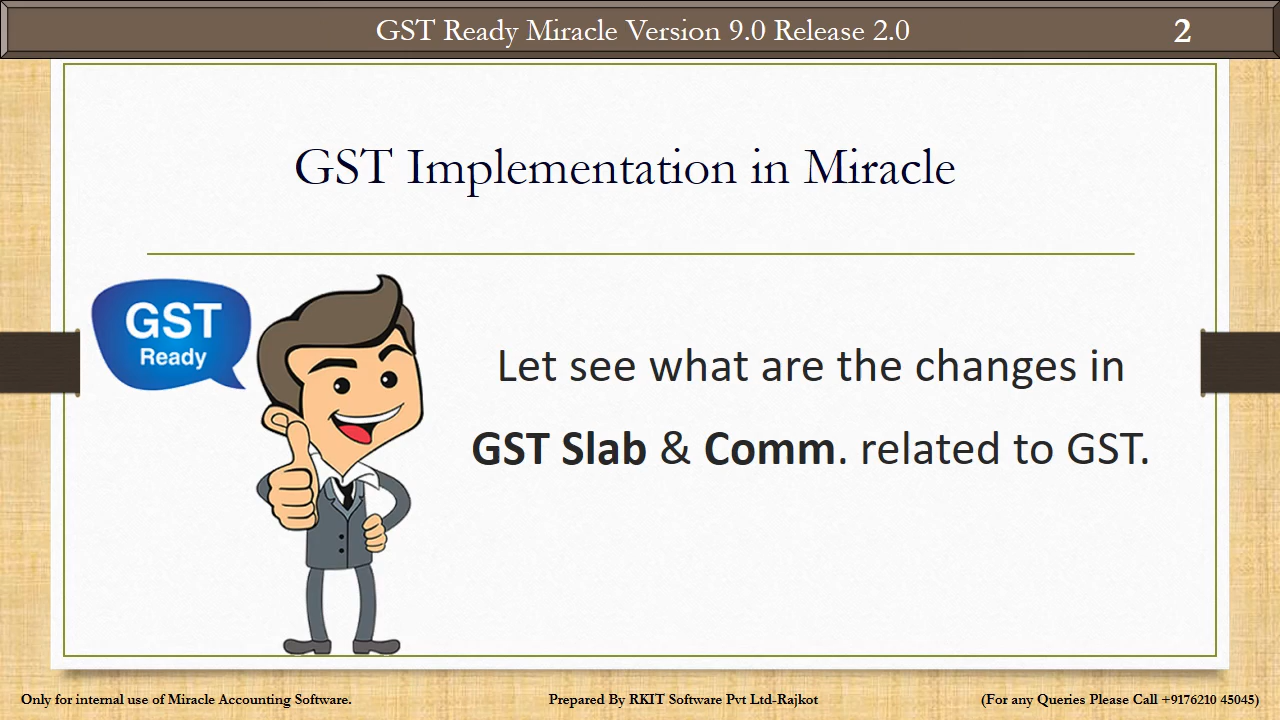 GST Ready Miracle Version 9.0 Release 2.0
2
GST Implementation in Miracle
GST
Ready
Let see what are the changes in
GST Slab & Comm. related to GST.
Only for internal use of Miracle Accounting Software.
Prepared By RKIT Software Pvt Ltd-Rajkot
(For any Queries Please Call +9176210 45045)